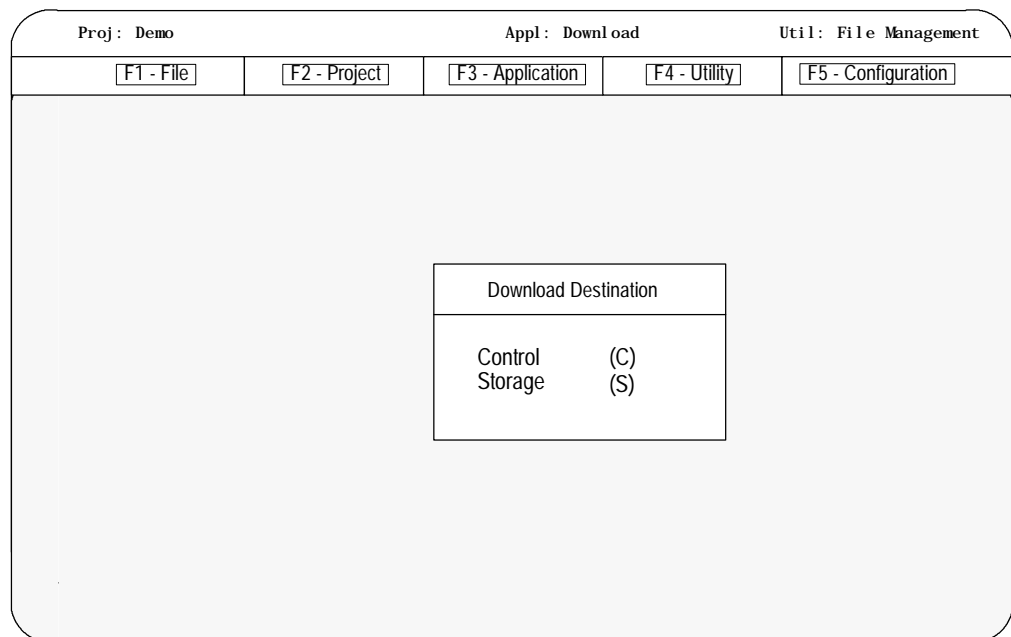 Proj: Demo Appl: Download Util: File Management
F1 - File F2 - Project F3 - Application F4 - Utility F5 - Configuration
Download Destination
Control (C)
Storage (S)